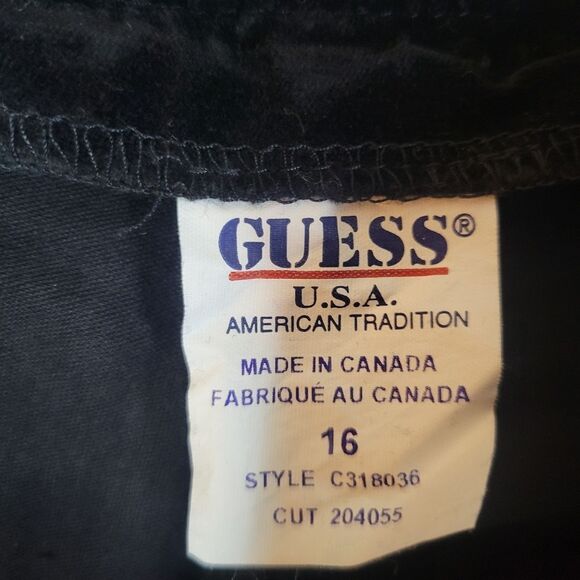 GUESS®
U.S.A.
AMERICAN TRADITION
MADE IN CANADA
FABRIQUÉ AU CANADA
16
STYLE C318036
CUT 204055